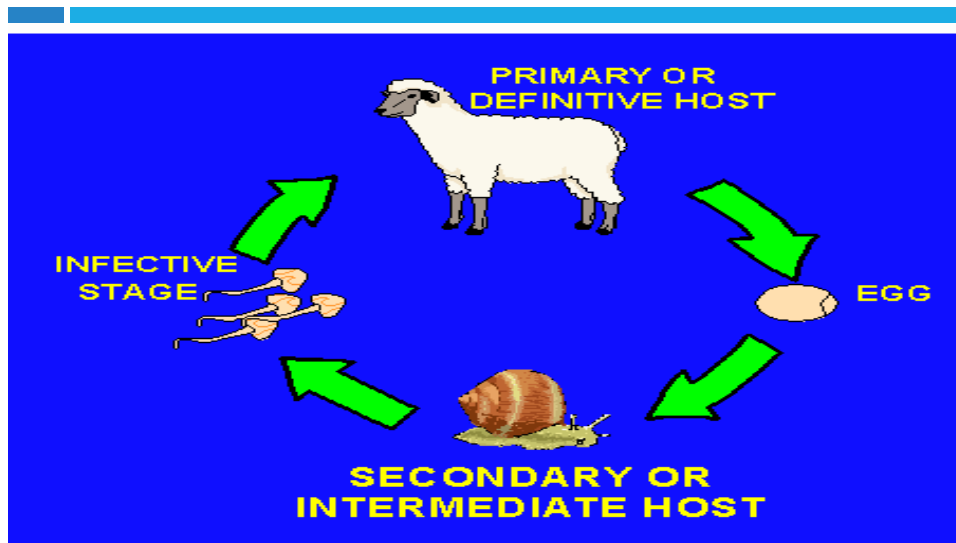 PRIMARY OR
DEFINITIVE HOST
INFECTIVE
STAGE
EGG
SECONDARY OR
INTERMEDIATE HOST